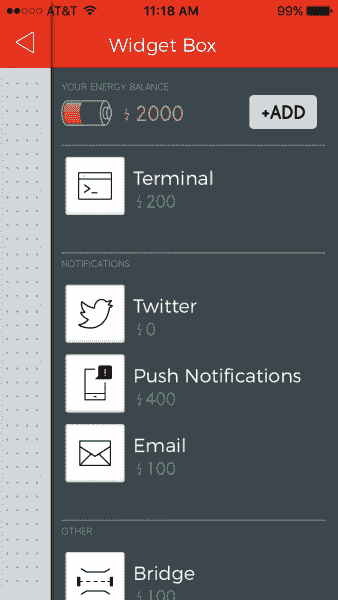 AT&T 11:18 AM 99%
Widget Box
YOUR ENERGY BALANCE
2000 +ADD
Terminal
200
NOTIFICATIONS
Twitter
0
Push Notifications
400
Email
100
OTHER
Bridge
100